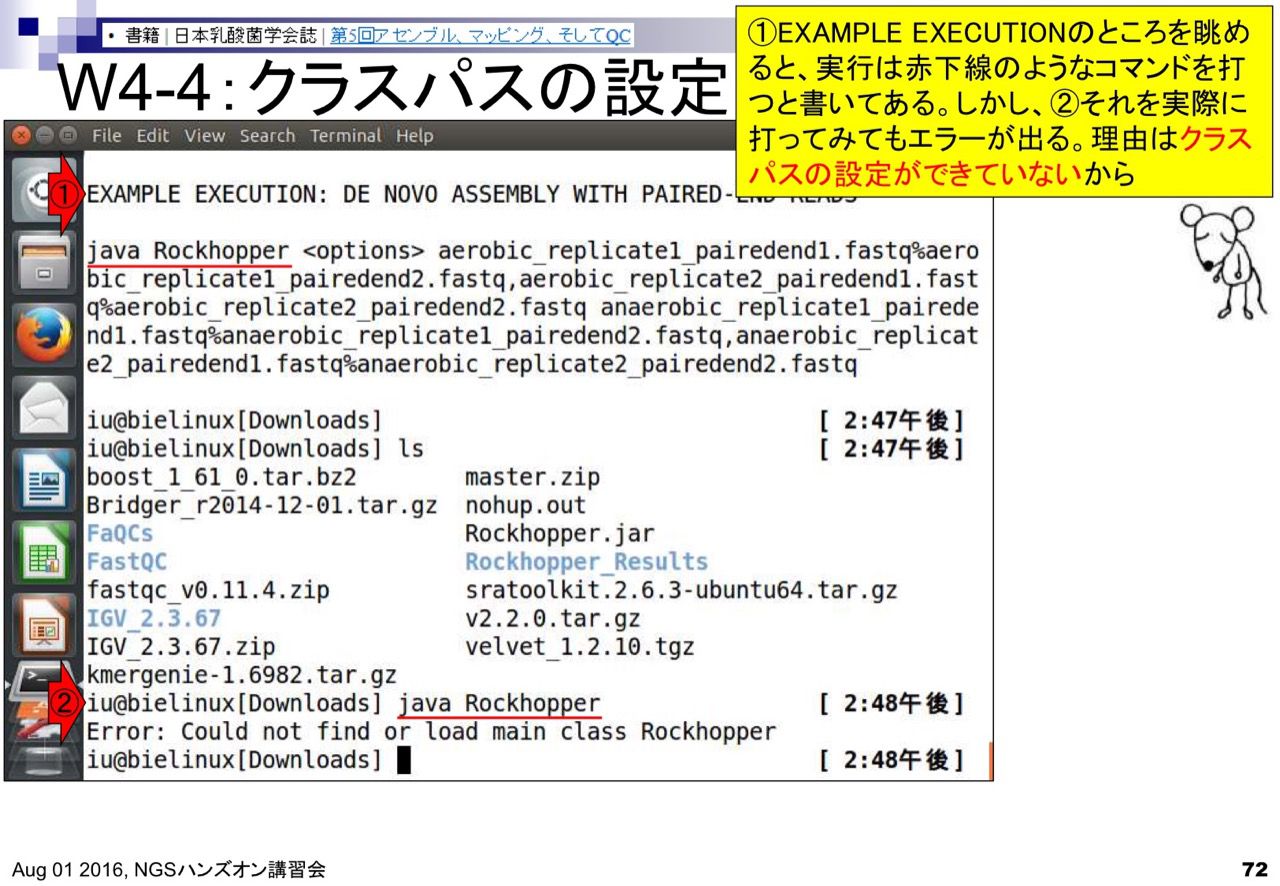 • 書籍 | 日本乳酸菌学会誌 | 第5回アセンブル、マッピング、そしてQC
W4-4：クラスパスの設定
①EXAMPLE EXECUTIONのところを眺め
ると、実行は赤下線のようなコマンドを打
つと書いてある。しかし、②それを実際に
打ってみてもエラーが出る。理由はクラス
パスの設定ができていないから
File Edit View Search Terminal Help
①
EXAMPLE EXECUTION: DE NOVO ASSEMBLY WITH PAIRED-END READS
java Rockhopper <options> aerobic_replicate1_pairedend1.fastq%aero
bic_replicate1_pairedend2.fastq,aerobic_replicate2_pairedend1.fast
q%aerobic_replicate2_pairedend2.fastq anaerobic_replicate1_pairede
nd1.fastq%anaerobic_replicate1_pairedend2.fastq,anaerobic_replicat
e2_pairedend1.fastq%anaerobic_replicate2_pairedend2.fastq
iu@bielinux[Downloads] [ 2:47午後]
iu@bielinux[Downloads] ls [ 2:47午後]
boost_1_61_0.tar.bz2 master.zip
Bridger_r2014-12-01.tar.gz nohup.out
FaQCs Rockhopper.jar
FastQC Rockhopper_Results
fastqc_v0.11.4.zip sratoolkit.2.6.3-ubuntu64.tar.gz
IGV_2.3.67 v2.2.0.tar.gz
IGV_2.3.67.zip velvet_1.2.10.tgz
kmergenie-1.6982.tar.gz
②
iu@bielinux[Downloads] java Rockhopper [ 2:48午後]
Error: Could not find or load main class Rockhopper
iu@bielinux[Downloads] [ 2:48午後]
Aug 01 2016, NGSハンズオン講習会
72